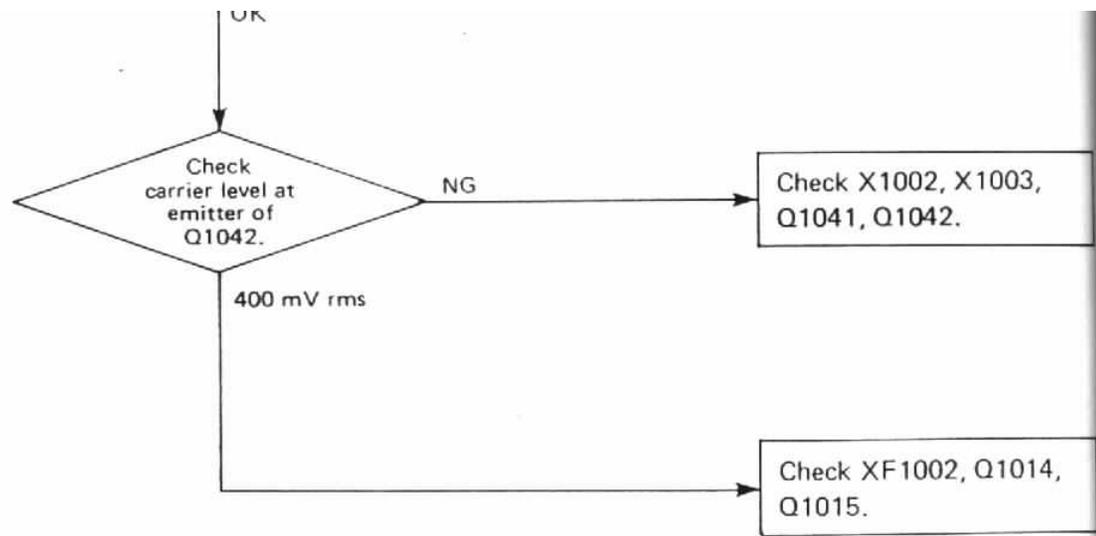 OK
Check
carrier level at
emitter of
Q1042.
NG
Check X1002, X1003,
Q1041, Q1042.
400 mV rms
Check XF1002, Q1014,
Q1015.